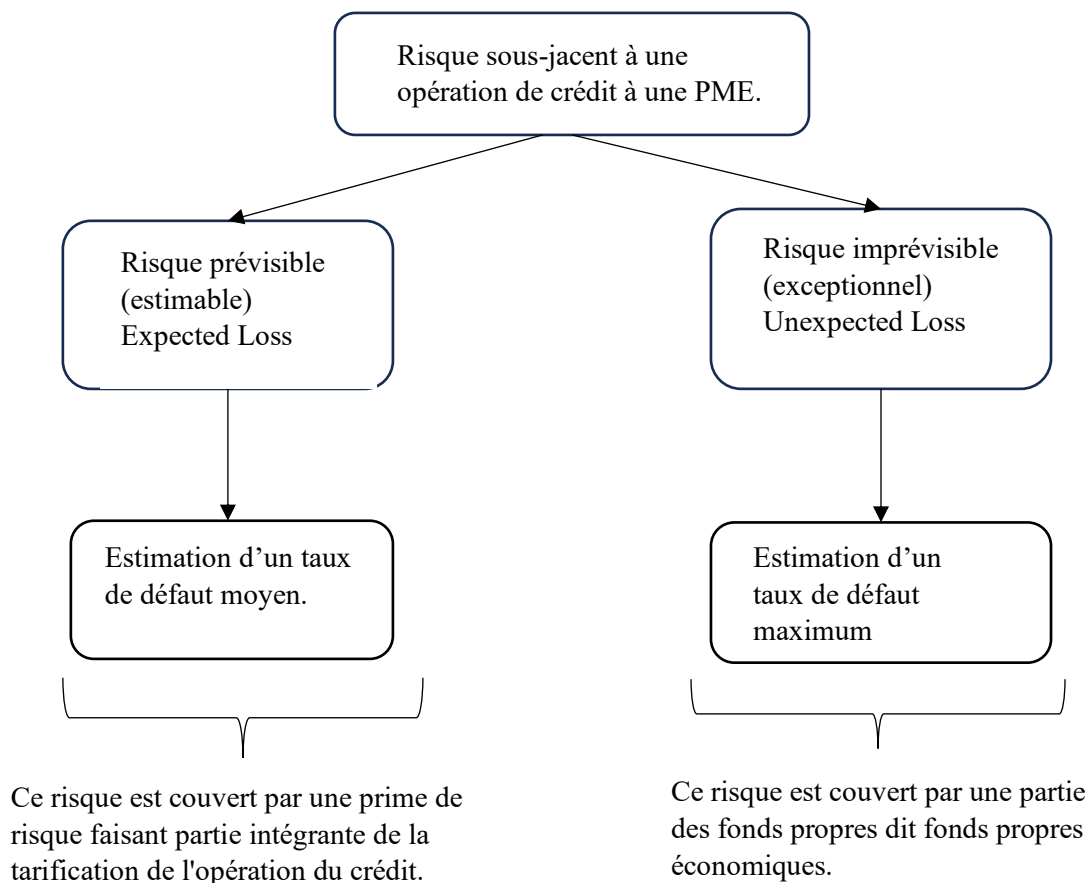 Risque sous-jacent à une
opération de crédit à une PME.
Risque prévisible
(estimable)
Expected Loss
Risque imprévisible
(exceptionnel)
Unexpected Loss
Estimation d’un taux
de défaut moyen.
Estimation d’un
taux de défaut
maximum
Ce risque est couvert par une prime de
risque faisant partie intégrante de la
tarification de l'opération du crédit.
Ce risque est couvert par une partie
des fonds propres dit fonds propres
économiques.